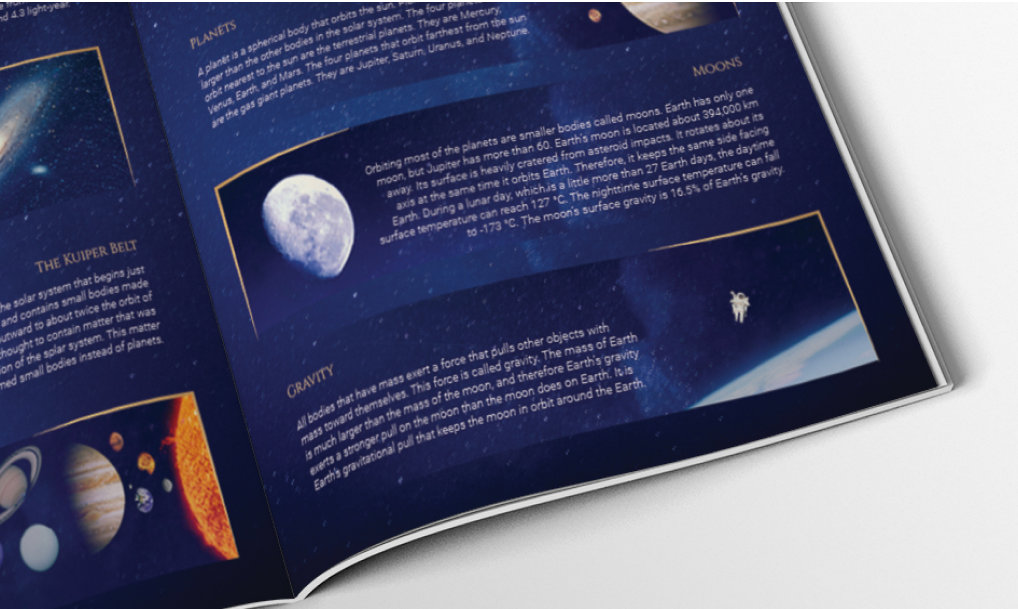 and 4.3 light-year.
THE KUIPER BELT
he solar system that begins just
and contains small bodies made
utward to about twice the orbit of
hought to contain matter that was
ion of the solar system. This matter
med small bodies instead of planets.
PLANETS
A planet is a spherical body that orbits the sun.
larger than the other bodies in the solar system. The four
orbit nearest to the sun are the terrestrial planets. They are Mercury,
Venus, Earth, and Mars. The four planets that orbit farthest from the sun
are the gas giant planets. They are Jupiter, Saturn, Uranus, and Neptune.
MOONS
Orbiting most of the planets are smaller bodies called moons. Earth has only one
moon, but Jupiter has more than 60. Earth's moon is located about 394,000 km
away. Its surface is heavily cratered from asteroid impacts. It rotates about its
axis at the same time it orbits Earth. Therefore, it keeps the same side facing
Earth. During a lunar day, which is a little more than 27 Earth days, the daytime
surface temperature can reach 127 °C. The nighttime surface temperature can fall
to -173 °C. The moon's surface gravity is 16.5% of Earth's gravity.
GRAVITY
All bodies that have mass exert a force that pulls other objects with
mass toward themselves. This force is called gravity. The mass of Earth
is much larger than the mass of the moon, and therefore Earth's gravity
exerts a stronger pull on the moon than the moon does on Earth. It is
Earth's gravitational pull that keeps the moon in orbit around the Earth.